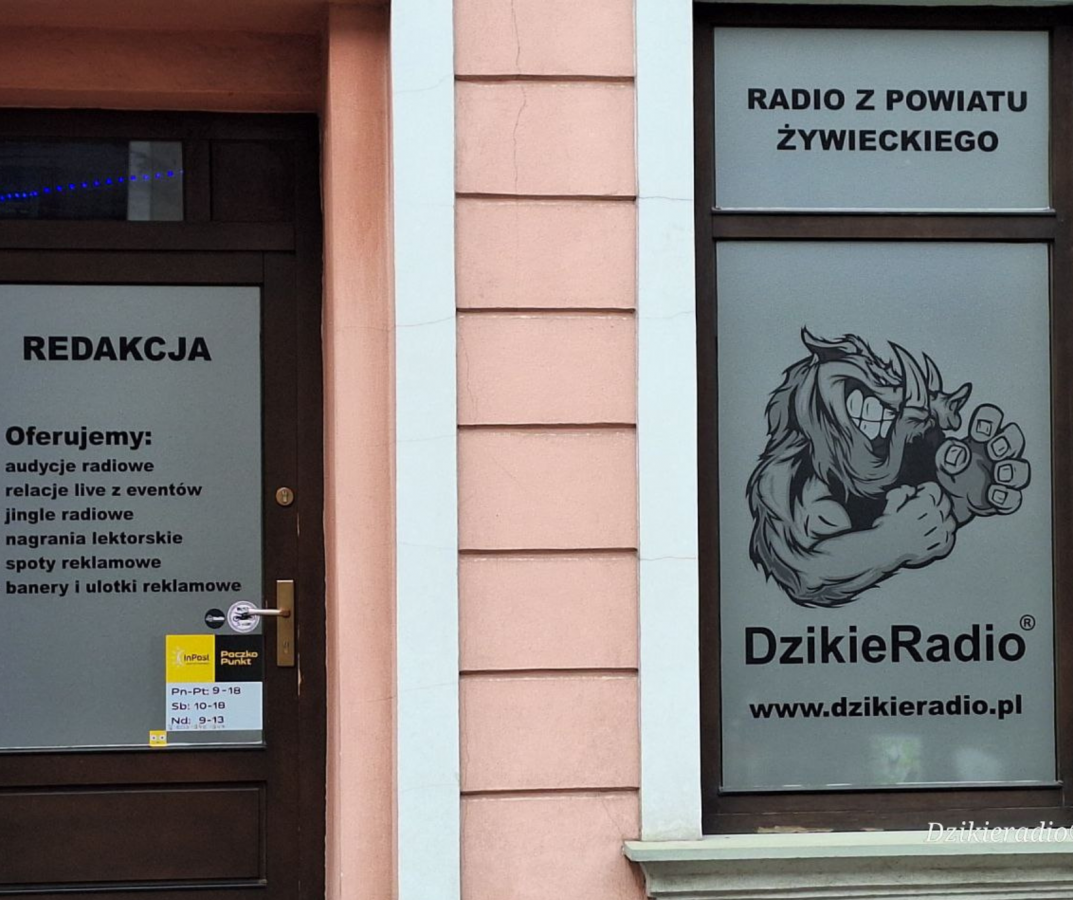 REDAKCJA
Oferujemy:
audycje radiowe
relacje live z eventów
jingle radiowe
nagrania lektorskie
spoty reklamowe
banery i ulotki reklamowe
InPost
Paczko
Punkt
Pn-Pt: 9-18
Sb: 10-18
Nd: 9-13
RADIO Z POWIATU
ŻYWIECKIEGO
DzikieRadio®
www.dzikieradio.pl
Dzikieradio